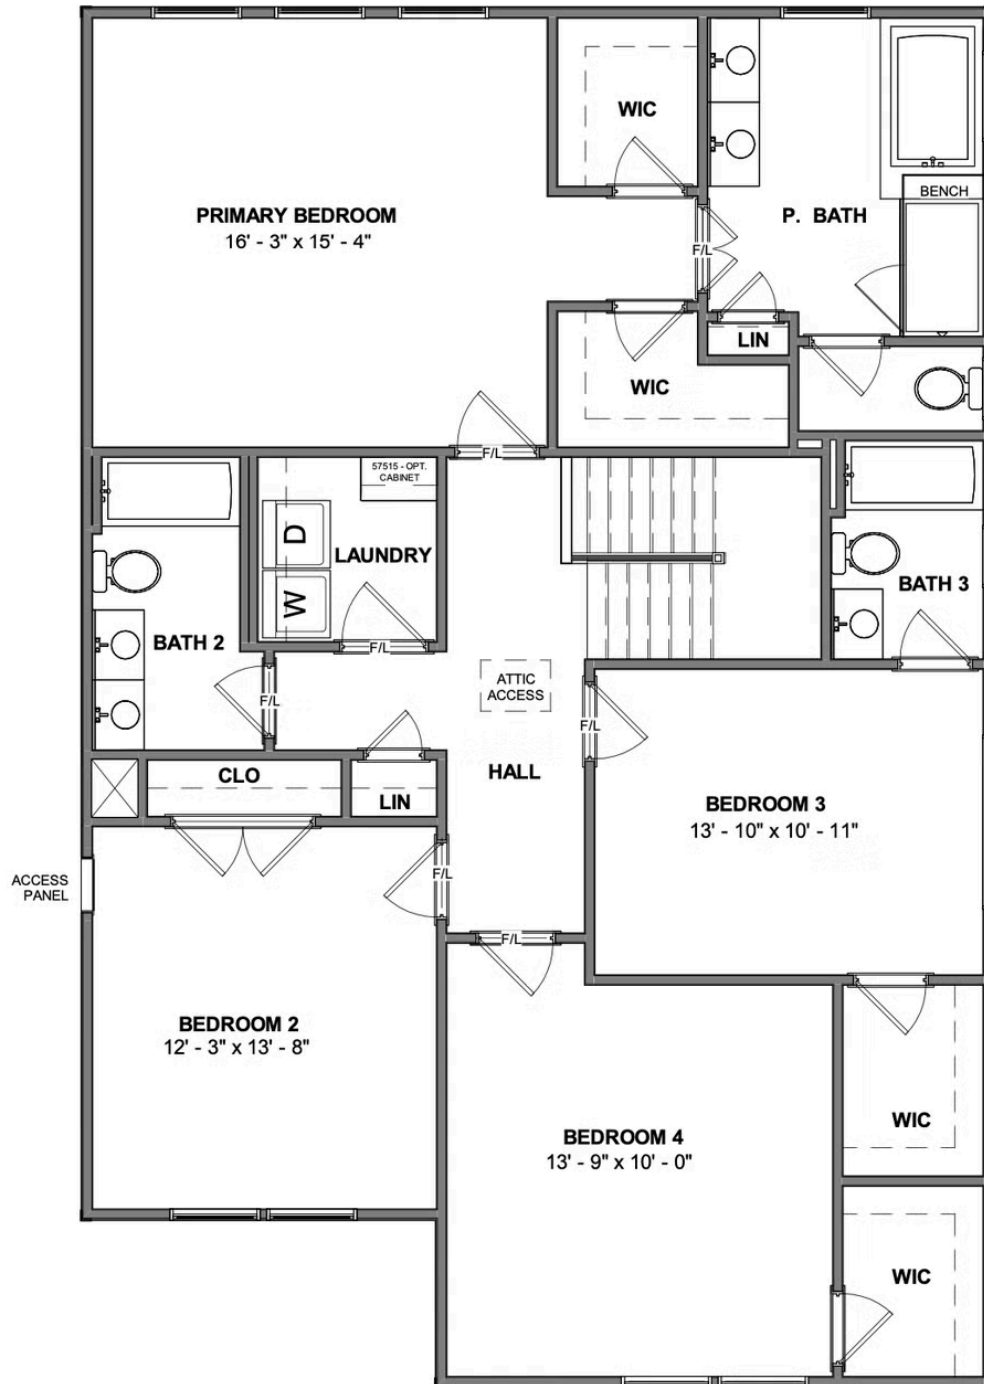 WIC
P. BATH
BENCH
PRIMARY BEDROOM
16' - 3" x 15' - 4"
F/L
LIN
WIC
F/L
57515 - OPT.
CABINET
D
LAUNDRY
W
BATH 2
F/L
F/L
BATH 3
ATTIC
ACCESS
F/L
HALL
CLO
LIN
BEDROOM 3
13' - 10" x 10' - 11"
ACCESS
PANEL
F/L
F/L
BEDROOM 2
12' - 3" x 13' - 8"
BEDROOM 4
13' - 9" x 10' - 0"
WIC
WIC